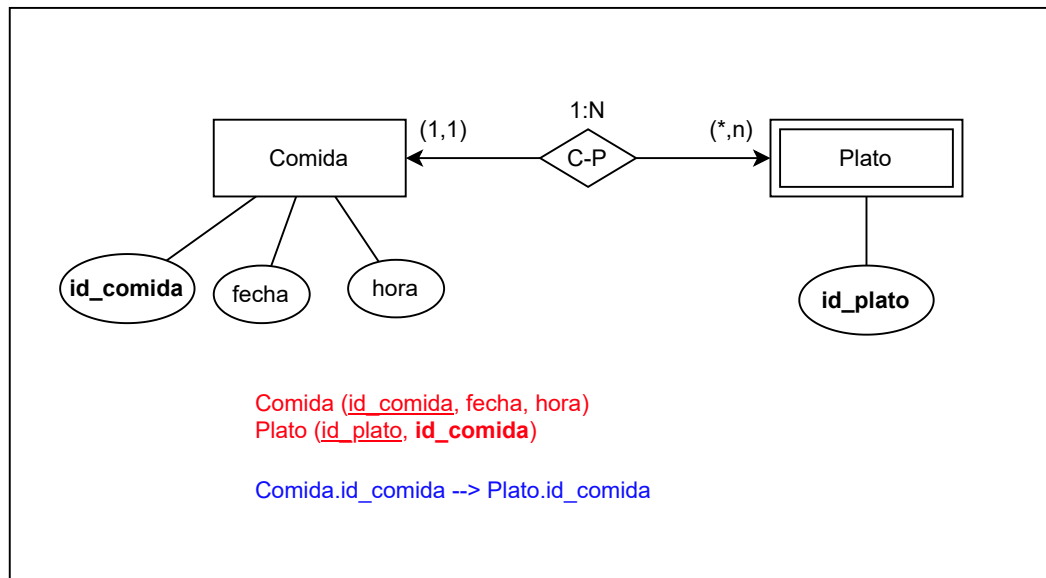 1:N
(1,1)
(*,n)
Comida
C-P
Plato
id_comida
fecha
hora
id_plato
Comida (id_comida, fecha, hora)
Plato (id_plato, id_comida)
Comida.id_comida --> Plato.id_comida